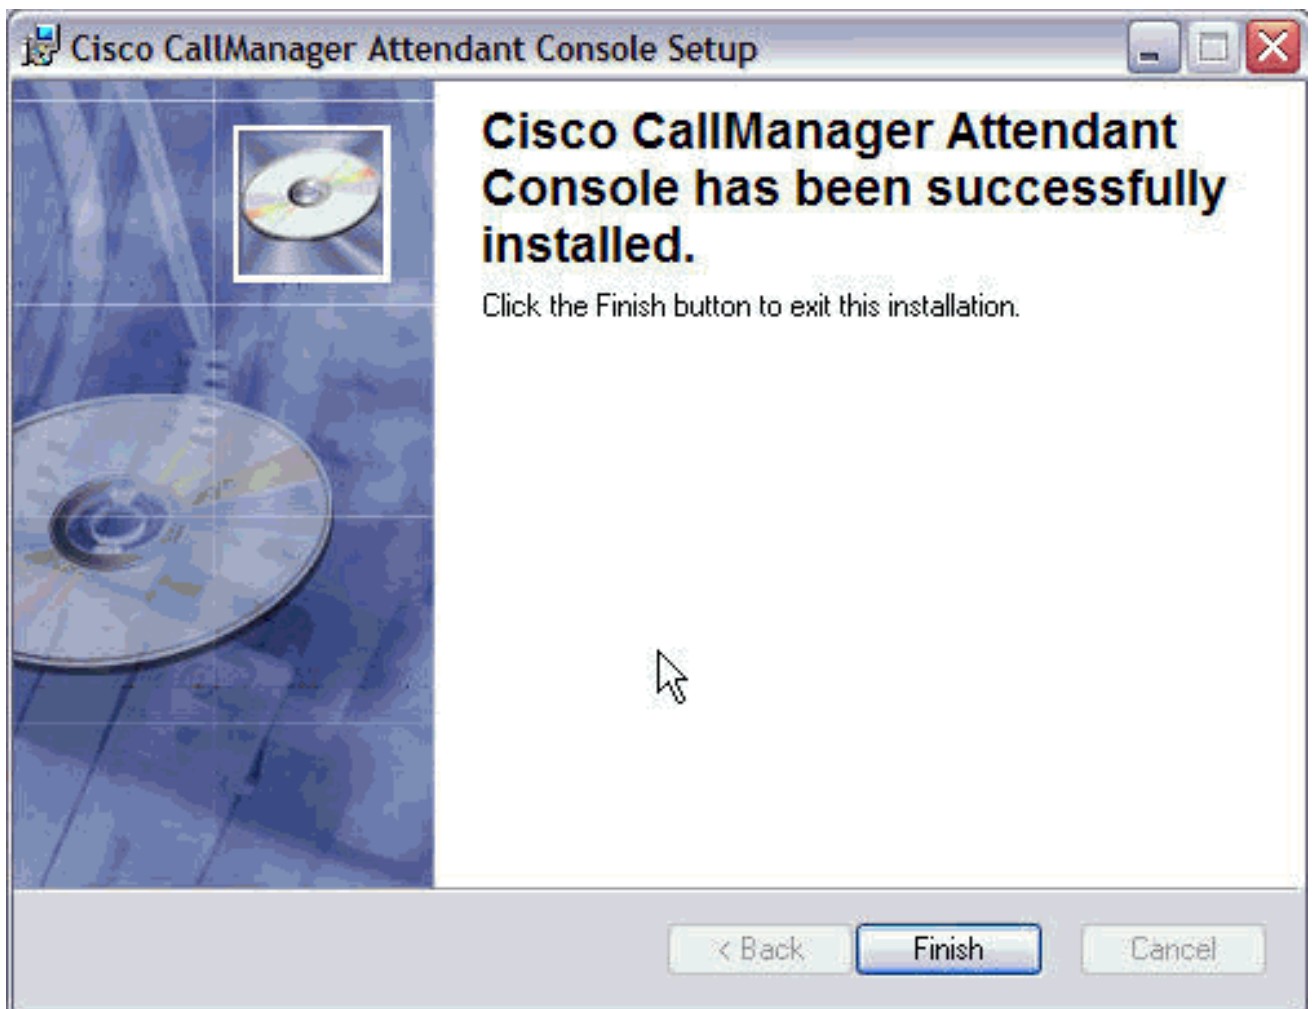 Cisco CallManager Attendant Console Setup
Cisco CallManager Attendant
Console has been successfully
installed.
Click the Finish button to exit this installation.
< Back
Finish
Cancel